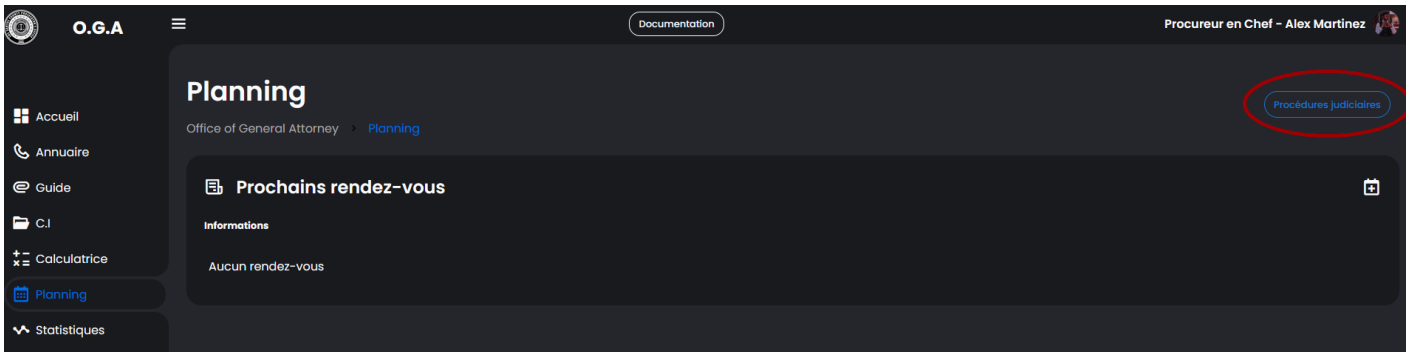 O.G.A
Documentation
Procureur en Chef - Alex Martinez
Accueil
Annuaire
Guide
C.I
Calculatrice
Planning
Statistiques
Planning
Procédures judiciaires
Office of General Attorney > Planning
Prochains rendez-vous
Informations
Aucun rendez-vous